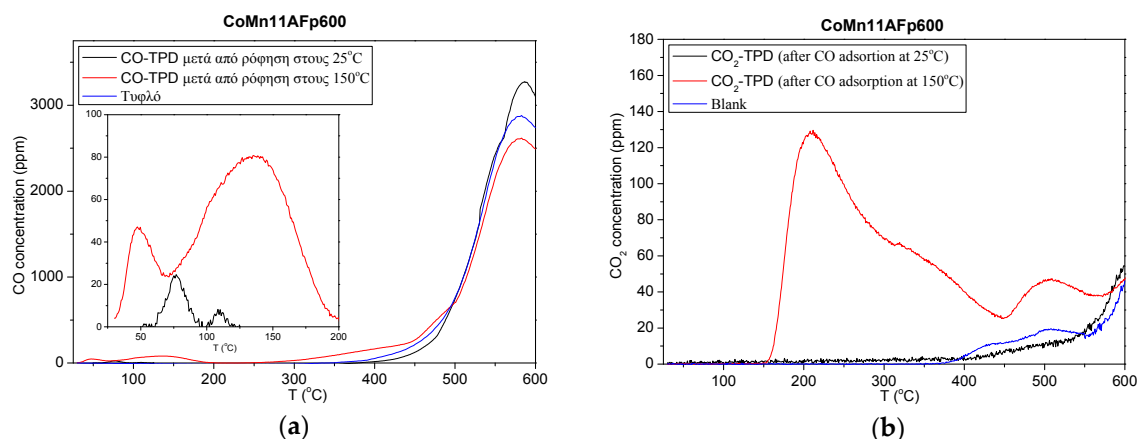 CoMn11AFp600
CO-TPD μετά από ρόφηση στους 25°C
CO-TPD μετά από ρόφηση στους 150°C
Τυφλό
CO concentration (ppm)
3000
2000
1000
0
100
80
60
40
20
0
50
100
150
200
T (°C)
100
200
300
400
500
600
T (°C)
(a)
CoMn11AFp600
CO₂-TPD (after CO adsortion at 25°C)
CO₂-TPD (after CO adsorption at 150°C)
Blank
CO₂ concentration (ppm)
180
160
140
120
100
80
60
40
20
0
100
200
300
400
500
600
T (°C)
(b)